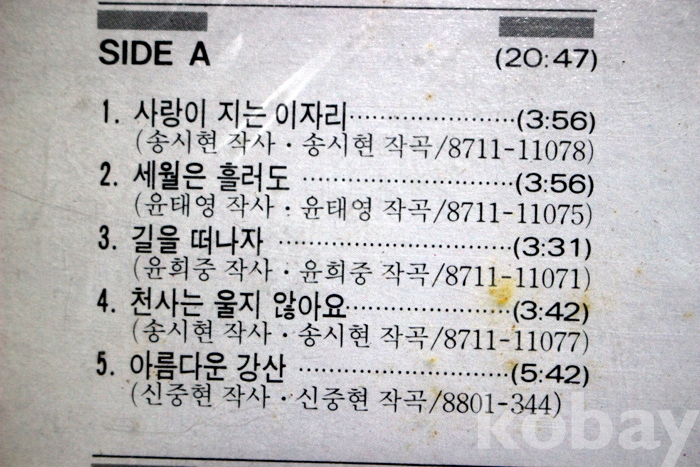 SIDE A (20:47)
1. 사랑이 지는 이자리……………………(3:56)
(송시현 작사·송시현 작곡/8711-11078)
2. 세월은 흘러도 …………………………(3:56)
(윤태영 작사·윤태영 작곡/8711-11075)
3. 길을 떠나자 ……………………………(3:31)
(윤희중 작사·윤희중 작곡/8711-11071)
4. 천사는 울지 않아요……………………(3:42)
(송시현 작사·송시현 작곡/8711-11077)
5. 아름다운 강산 …………………………(5:42)
(신중현 작사·신중현 작곡/8801-344)
kobay